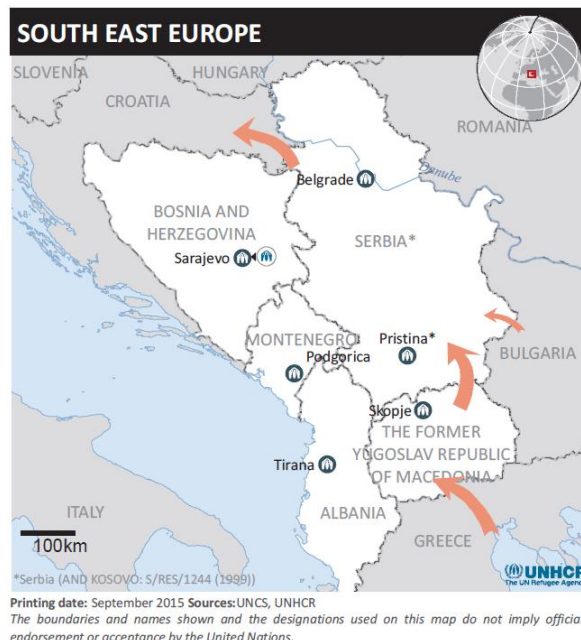 SOUTH EAST EUROPE
SLOVENIA
HUNGARY
CROATIA
ROMANIA
Danube
Belgrade
BOSNIA AND
HERZEGOVINA
SERBIA*
Sarajevo
MONTENEGRO
Pristina*
Podgorica
BULGARIA
Skopje
THE FORMER
YUGOSLAV REPUBLIC
OF MACEDONIA
Tirana
ITALY
ALBANIA
GREECE
100km
UNHCR
The UN Refugee Agency
*Serbia (AND KOSOVO: S/RES/1244 (1999))
Printing date: September 2015 Sources:UNCS, UNHCR
The boundaries and names shown and the designations used on this map do not imply official
endorsement or acceptance by the United Nations.